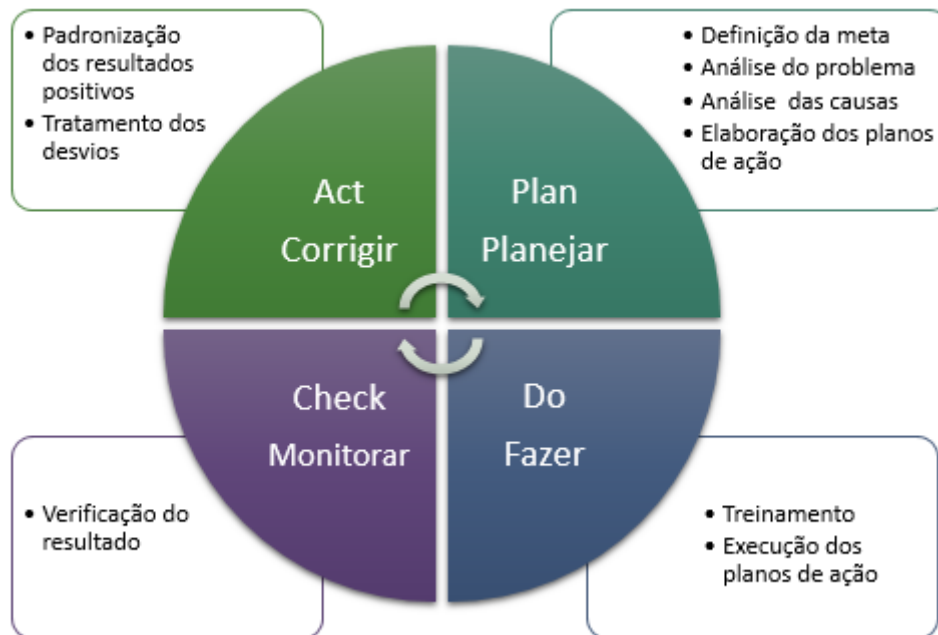 • Padronização
dos resultados
positivos
• Tratamento dos
desvios
• Definição da meta
• Análise do problema
• Análise das causas
• Elaboração dos planos
de ação
Act
Corrigir
Plan
Planejar
Check
Monitorar
Do
Fazer
• Verificação do
resultado
• Treinamento
• Execução dos
planos de ação